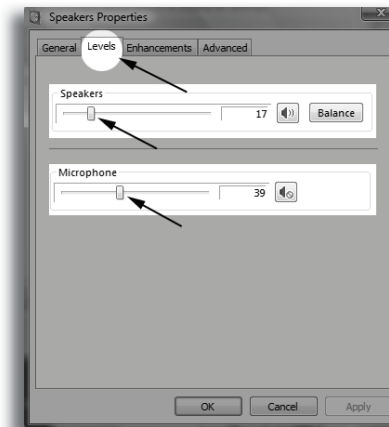 Speakers Properties
General Levels Enhancements Advanced
Speakers
17 Balance
Microphone
39
OK Cancel Apply